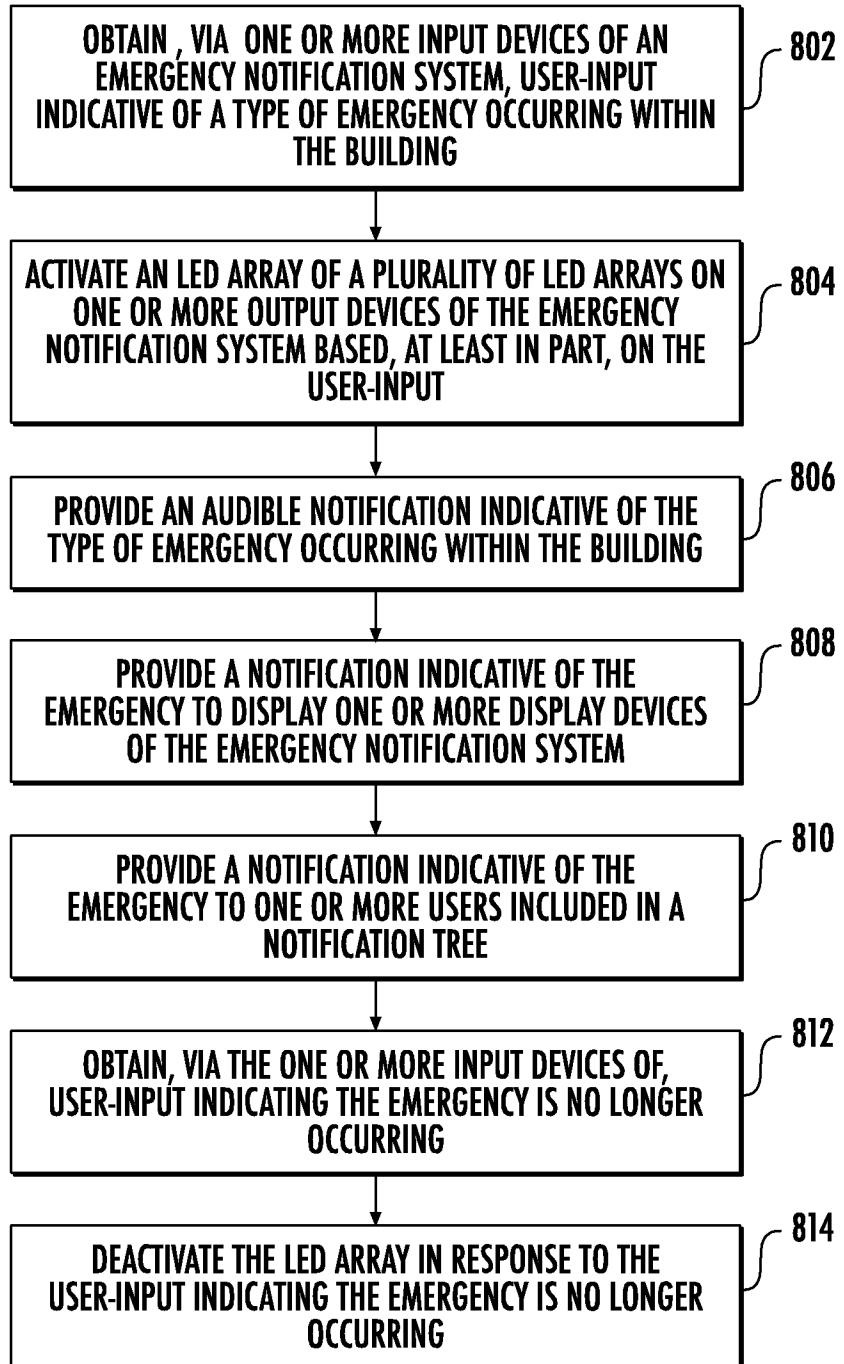 OBTAIN , VIA ONE OR MORE INPUT DEVICES OF AN
EMERGENCY NOTIFICATION SYSTEM, USER-INPUT
INDICATIVE OF A TYPE OF EMERGENCY OCCURRING WITHIN
THE BUILDING
802
ACTIVATE AN LED ARRAY OF A PLURALITY OF LED ARRAYS ON
ONE OR MORE OUTPUT DEVICES OF THE EMERGENCY
NOTIFICATION SYSTEM BASED, AT LEAST IN PART, ON THE
USER-INPUT
804
PROVIDE AN AUDIBLE NOTIFICATION INDICATIVE OF THE
TYPE OF EMERGENCY OCCURRING WITHIN THE BUILDING
806
PROVIDE A NOTIFICATION INDICATIVE OF THE
EMERGENCY TO DISPLAY ONE OR MORE DISPLAY DEVICES
OF THE EMERGENCY NOTIFICATION SYSTEM
808
PROVIDE A NOTIFICATION INDICATIVE OF THE
EMERGENCY TO ONE OR MORE USERS INCLUDED IN A
NOTIFICATION TREE
810
OBTAIN, VIA THE ONE OR MORE INPUT DEVICES OF,
USER-INPUT INDICATING THE EMERGENCY IS NO LONGER
OCCURRING
812
DEACTIVATE THE LED ARRAY IN RESPONSE TO THE
USER-INPUT INDICATING THE EMERGENCY IS NO LONGER
OCCURRING
814